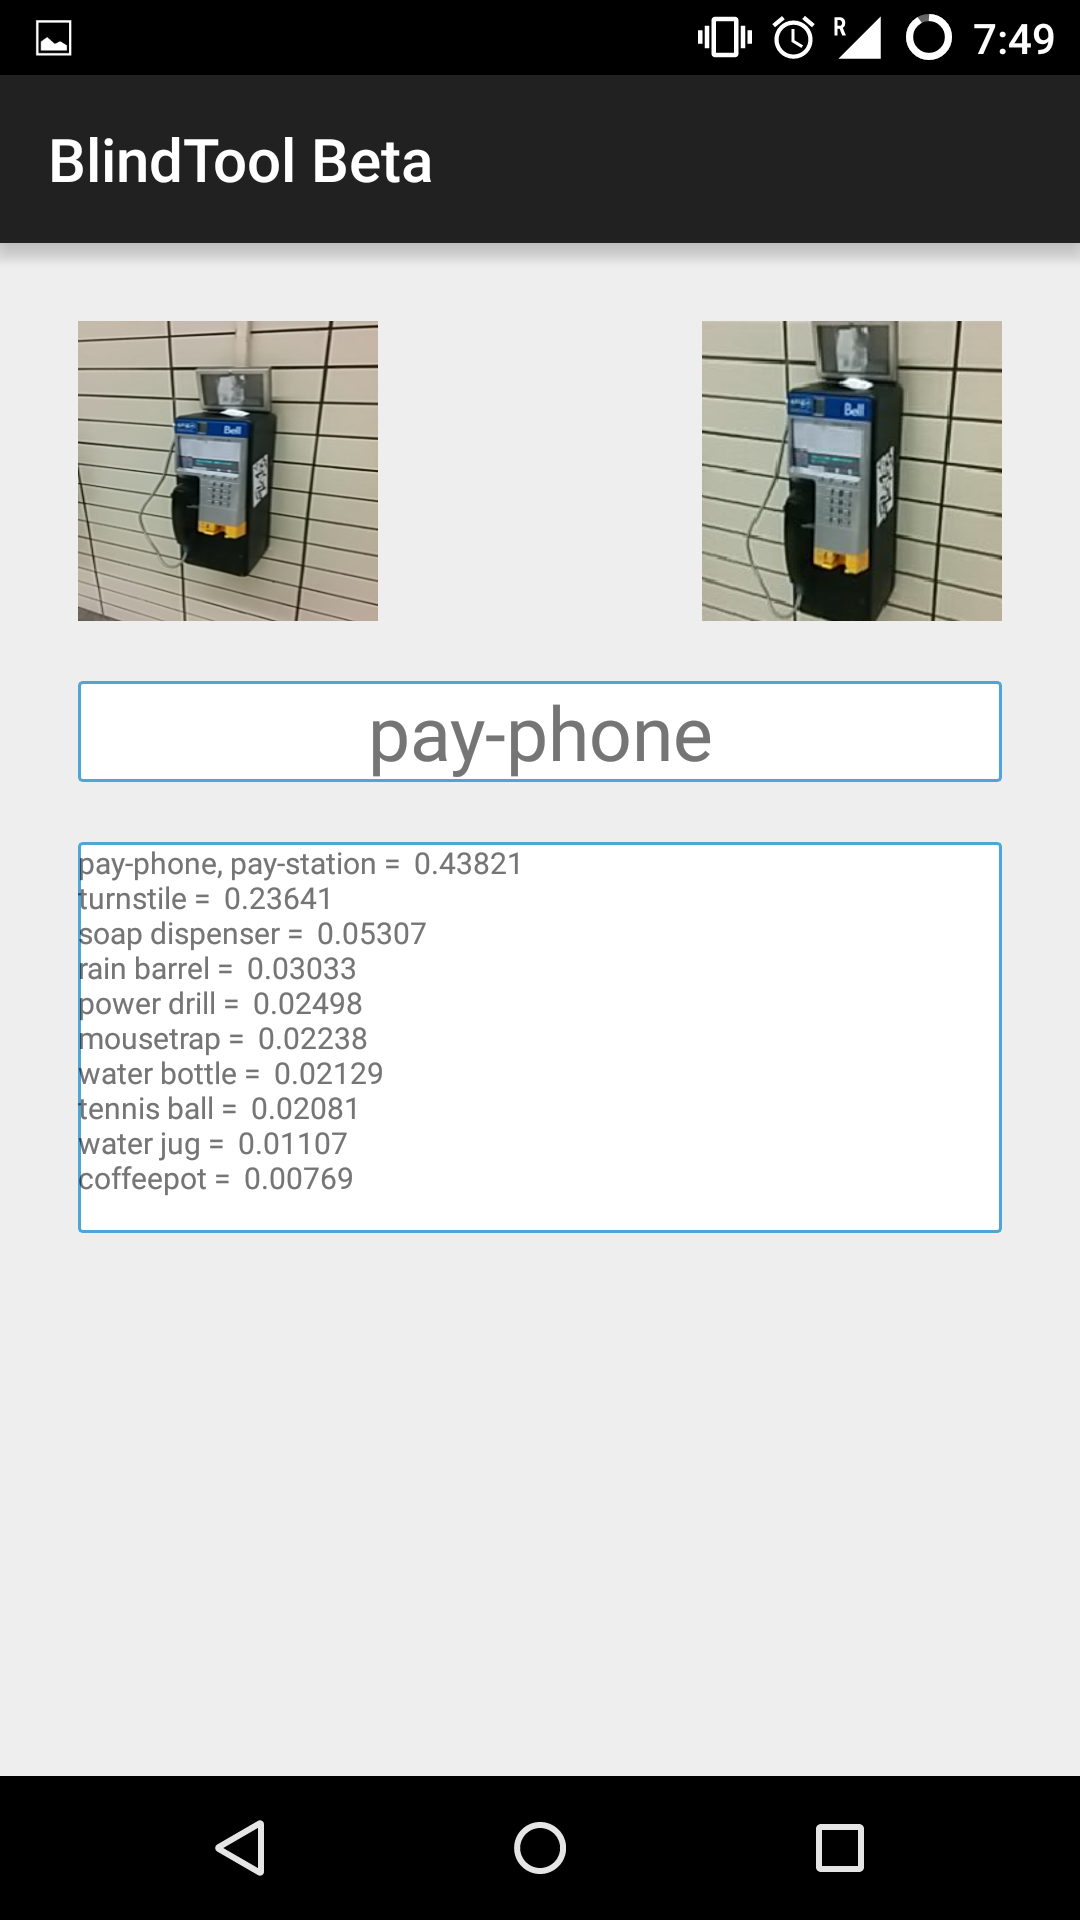 R 7:49
BlindTool Beta
Bell
Bell
pay-phone
pay-phone, pay-station = 0.43821
turnstile = 0.23641
soap dispenser = 0.05307
rain barrel = 0.03033
power drill = 0.02498
mousetrap = 0.02238
water bottle = 0.02129
tennis ball = 0.02081
water jug = 0.01107
coffeepot = 0.00769